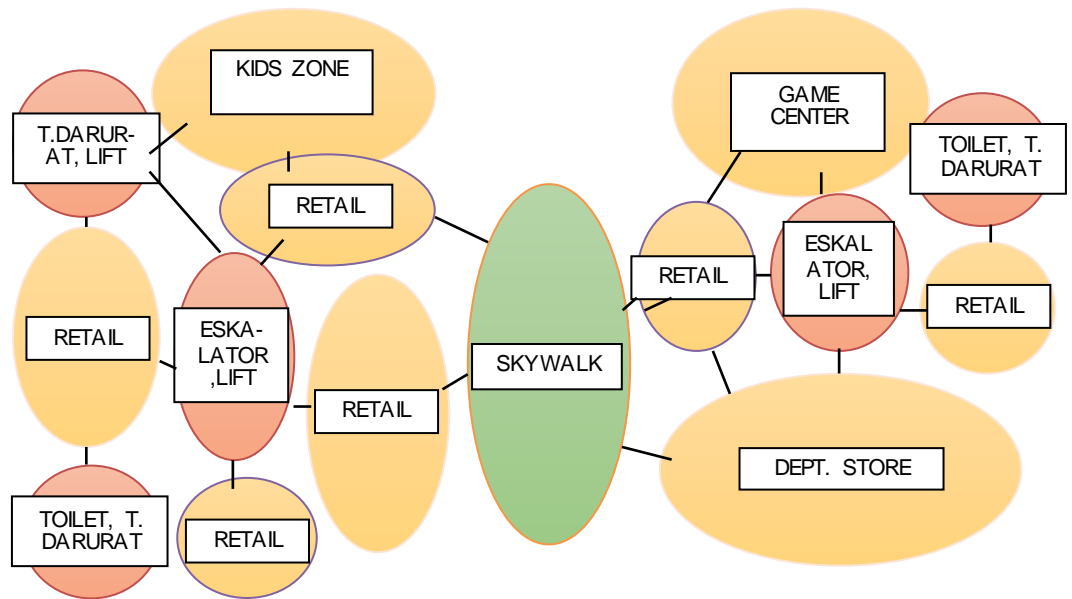 KIDS ZONE
GAME
CENTER
T.DARUR-
AT, LIFT
TOILET, T.
DARURAT
RETAIL
RETAIL
ESKAL
ATOR,
LIFT
RETAIL
RETAIL
ESKA-
LATOR
,LIFT
SKYWALK
RETAIL
DEPT. STORE
TOILET, T.
DARURAT
RETAIL